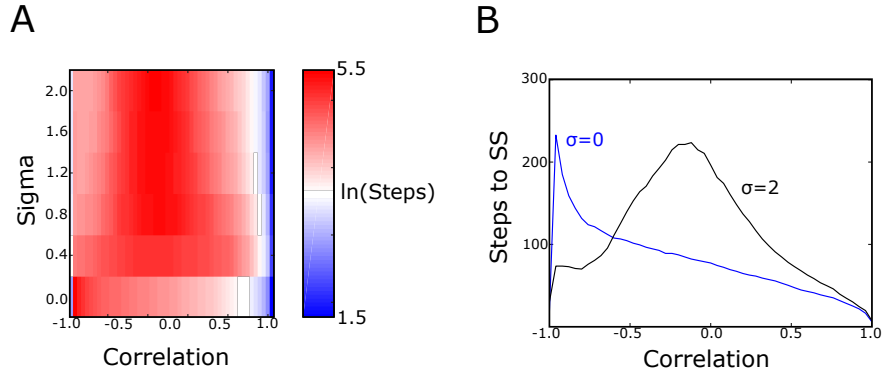 A
B
5.5
ln(Steps)
1.5
Sigma
2.0
1.6
1.2
0.8
0.4
0.0
-1.0 -0.5 0.0 0.5 1.0
Correlation
Steps to SS
300
200
100
σ=0
σ=2
-1.0 -0.5 0.0 0.5 1.0
Correlation